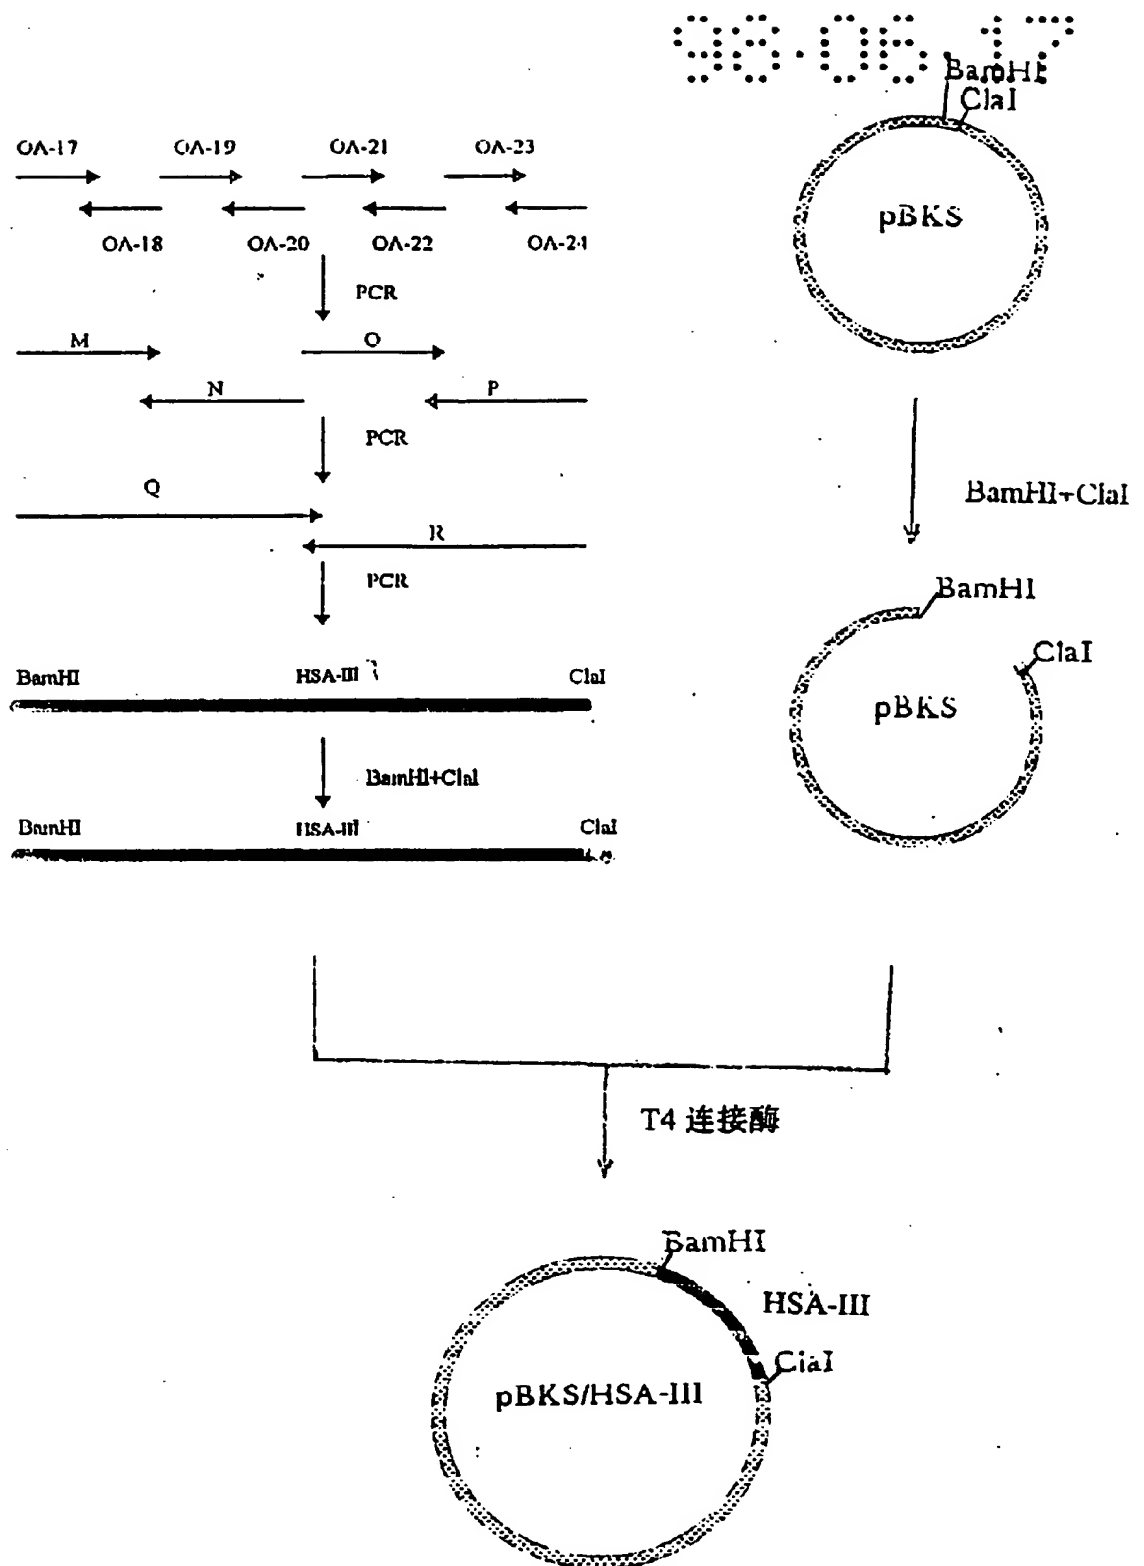 98·06·17
BamHI
ClaI
OA-17 OA-19 OA-21 OA-23
pBKS
OA-18 OA-20 OA-22 OA-24
PCR
M O
N P
PCR
BamHI+ClaI
Q
R
PCR
BamHI
ClaI
BamHI HSA-III ClaI
pBKS
BamHI+ClaI
BamHI HSA-III ClaI
T4 连接酶
BamHI
HSA-III
ClaI
pBKS/HSA-III